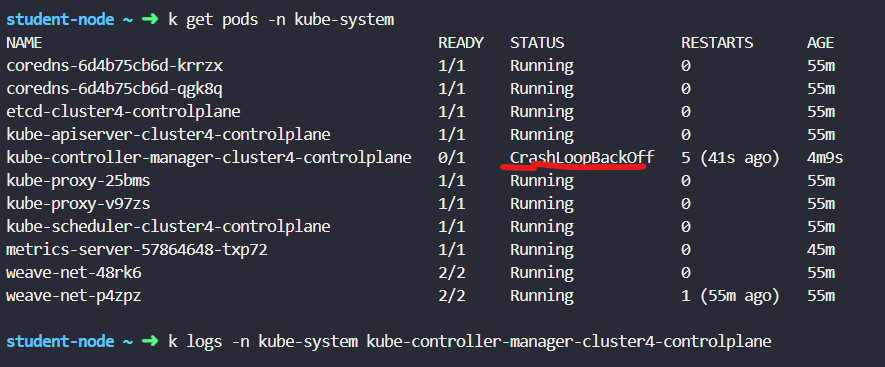 student-node ~ ➜ k get pods -n kube-system
NAME READY STATUS RESTARTS AGE
coredns-6d4b75cb6d-krrzx 1/1 Running 0 55m
coredns-6d4b75cb6d-qgk8q 1/1 Running 0 55m
etcd-cluster4-controlplane 1/1 Running 0 55m
kube-apiserver-cluster4-controlplane 1/1 Running 0 55m
kube-controller-manager-cluster4-controlplane 0/1 CrashLoopBackOff 5 (41s ago) 4m9s
kube-proxy-25bms 1/1 Running 0 55m
kube-proxy-v97zs 1/1 Running 0 55m
kube-scheduler-cluster4-controlplane 1/1 Running 0 55m
metrics-server-57864648-txp72 1/1 Running 0 45m
weave-net-48rk6 2/2 Running 0 55m
weave-net-p4zpz 2/2 Running 1 (55m ago) 55m
student-node ~ ➜ k logs -n kube-system kube-controller-manager-cluster4-controlplane